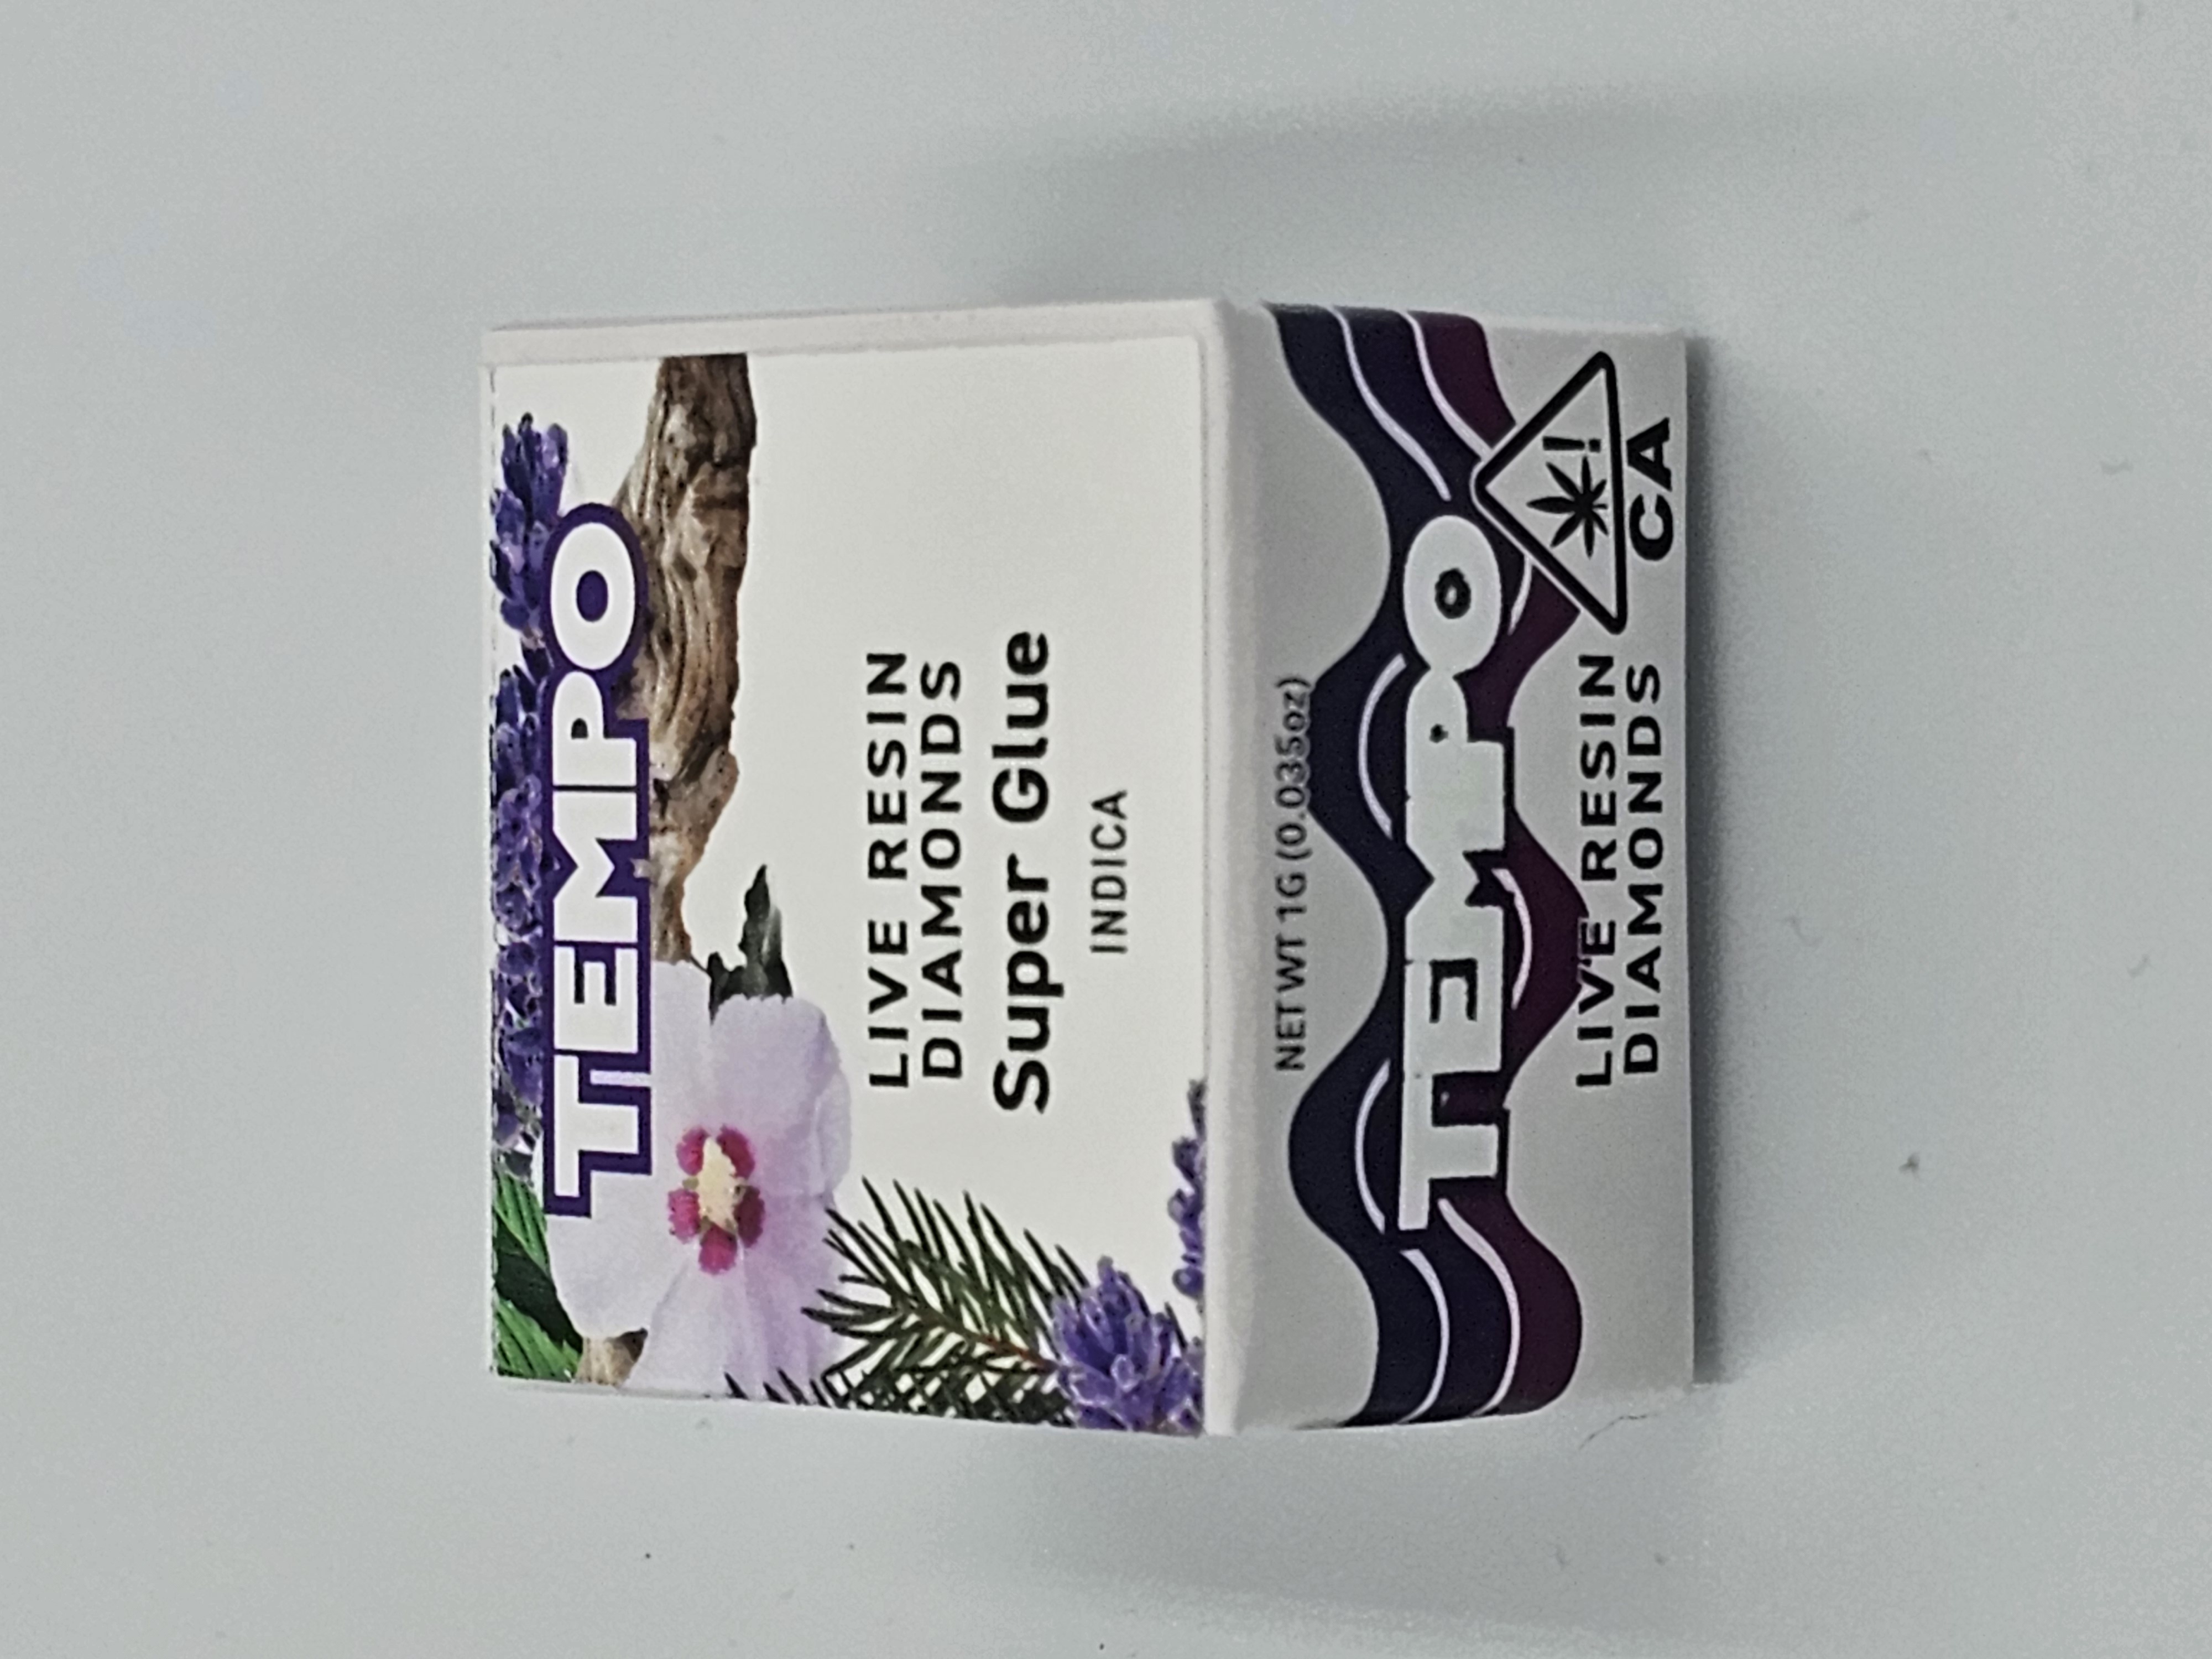 TEMPO
LIVE RESIN
DIAMONDS
Super Glue
INDICA
NET WT 1G (0.035oz)
TEMPO
LIVE RESIN
DIAMONDS
!
CA